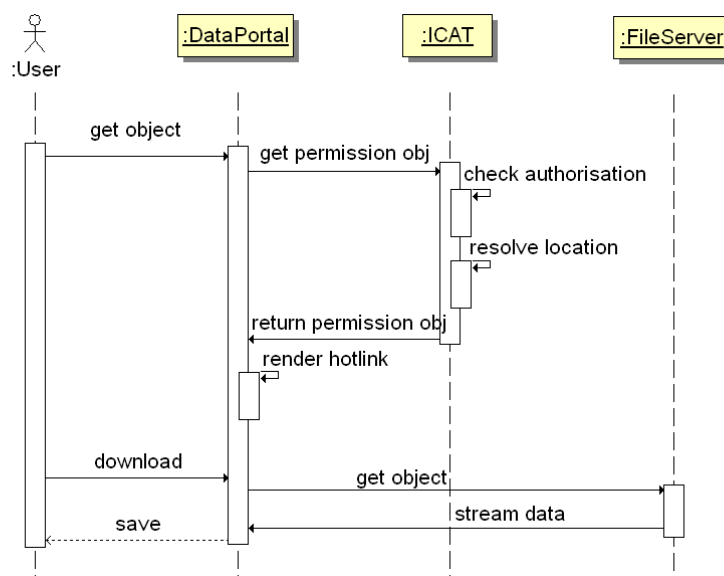 :DataPortal
:ICAT
:FileServer
:User
get object
get permission obj
check authorisation
resolve location
return permission obj
render hotlink
download
get object
stream data
save